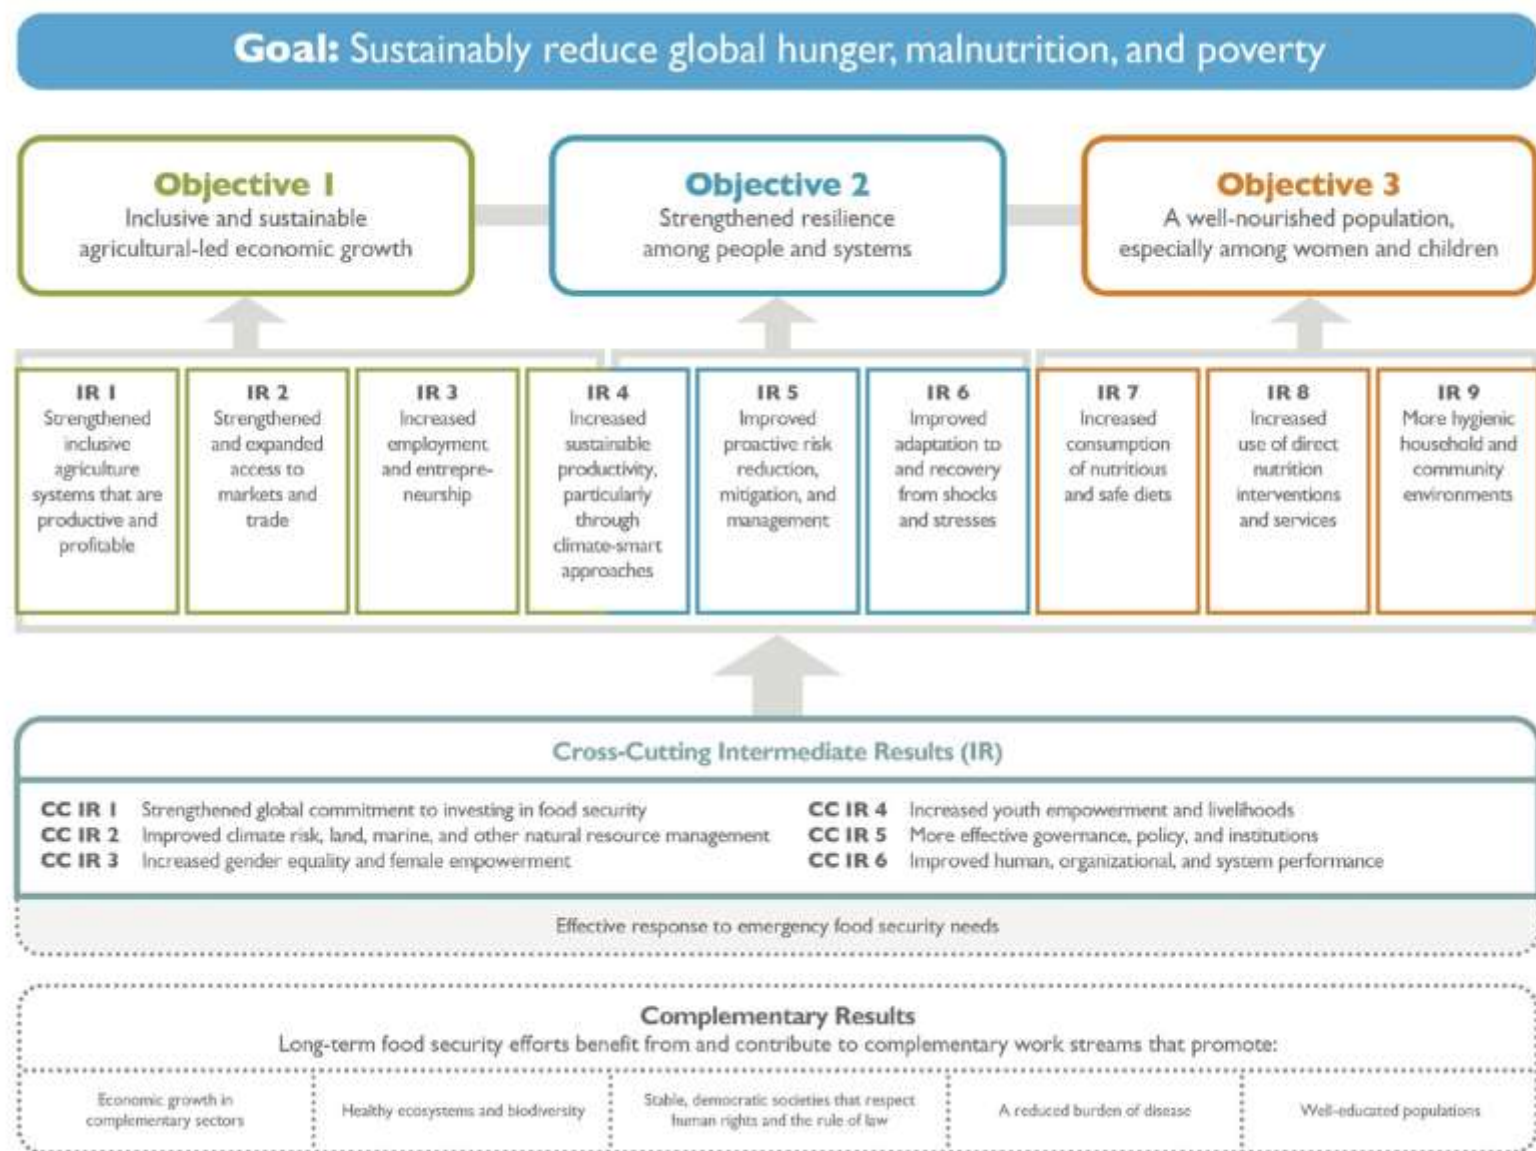 Goal: Sustainably reduce global hunger, malnutrition, and poverty
Objective 1
Inclusive and sustainable
agricultural-led economic growth
Objective 2
Strengthened resilience
among people and systems
Objective 3
A well-nourished population,
especially among women and children
IR 1
Strengthened
inclusive
agriculture
systems that are
productive and
profitable
IR 2
Strengthened
and expanded
access to
markets and
trade
IR 3
Increased
employment
and entrepre-
neurship
IR 4
Increased
sustainable
productivity,
particularly
through
climate-smart
approaches
IR 5
Improved
proactive risk
reduction,
mitigation, and
management
IR 6
Improved
adaptation to
and recovery
from shocks
and stresses
IR 7
Increased
consumption
of nutritious
and safe diets
IR 8
Increased
use of direct
nutrition
interventions
and services
IR 9
More hygienic
household and
community
environments
Cross-Cutting Intermediate Results (IR)
CC IR 1 Strengthened global commitment to investing in food security
CC IR 2 Improved climate risk, land, marine, and other natural resource management
CC IR 3 Increased gender equality and female empowerment
CC IR 4 Increased youth empowerment and livelihoods
CC IR 5 More effective governance, policy, and institutions
CC IR 6 Improved human, organizational, and system performance
Effective response to emergency food security needs
Complementary Results
Long-term food security efforts benefit from and contribute to complementary work streams that promote:
Economic growth in
complementary sectors
Healthy ecosystems and biodiversity
Stable, democratic societies that respect
human rights and the rule of law
A reduced burden of disease
Well-educated populations